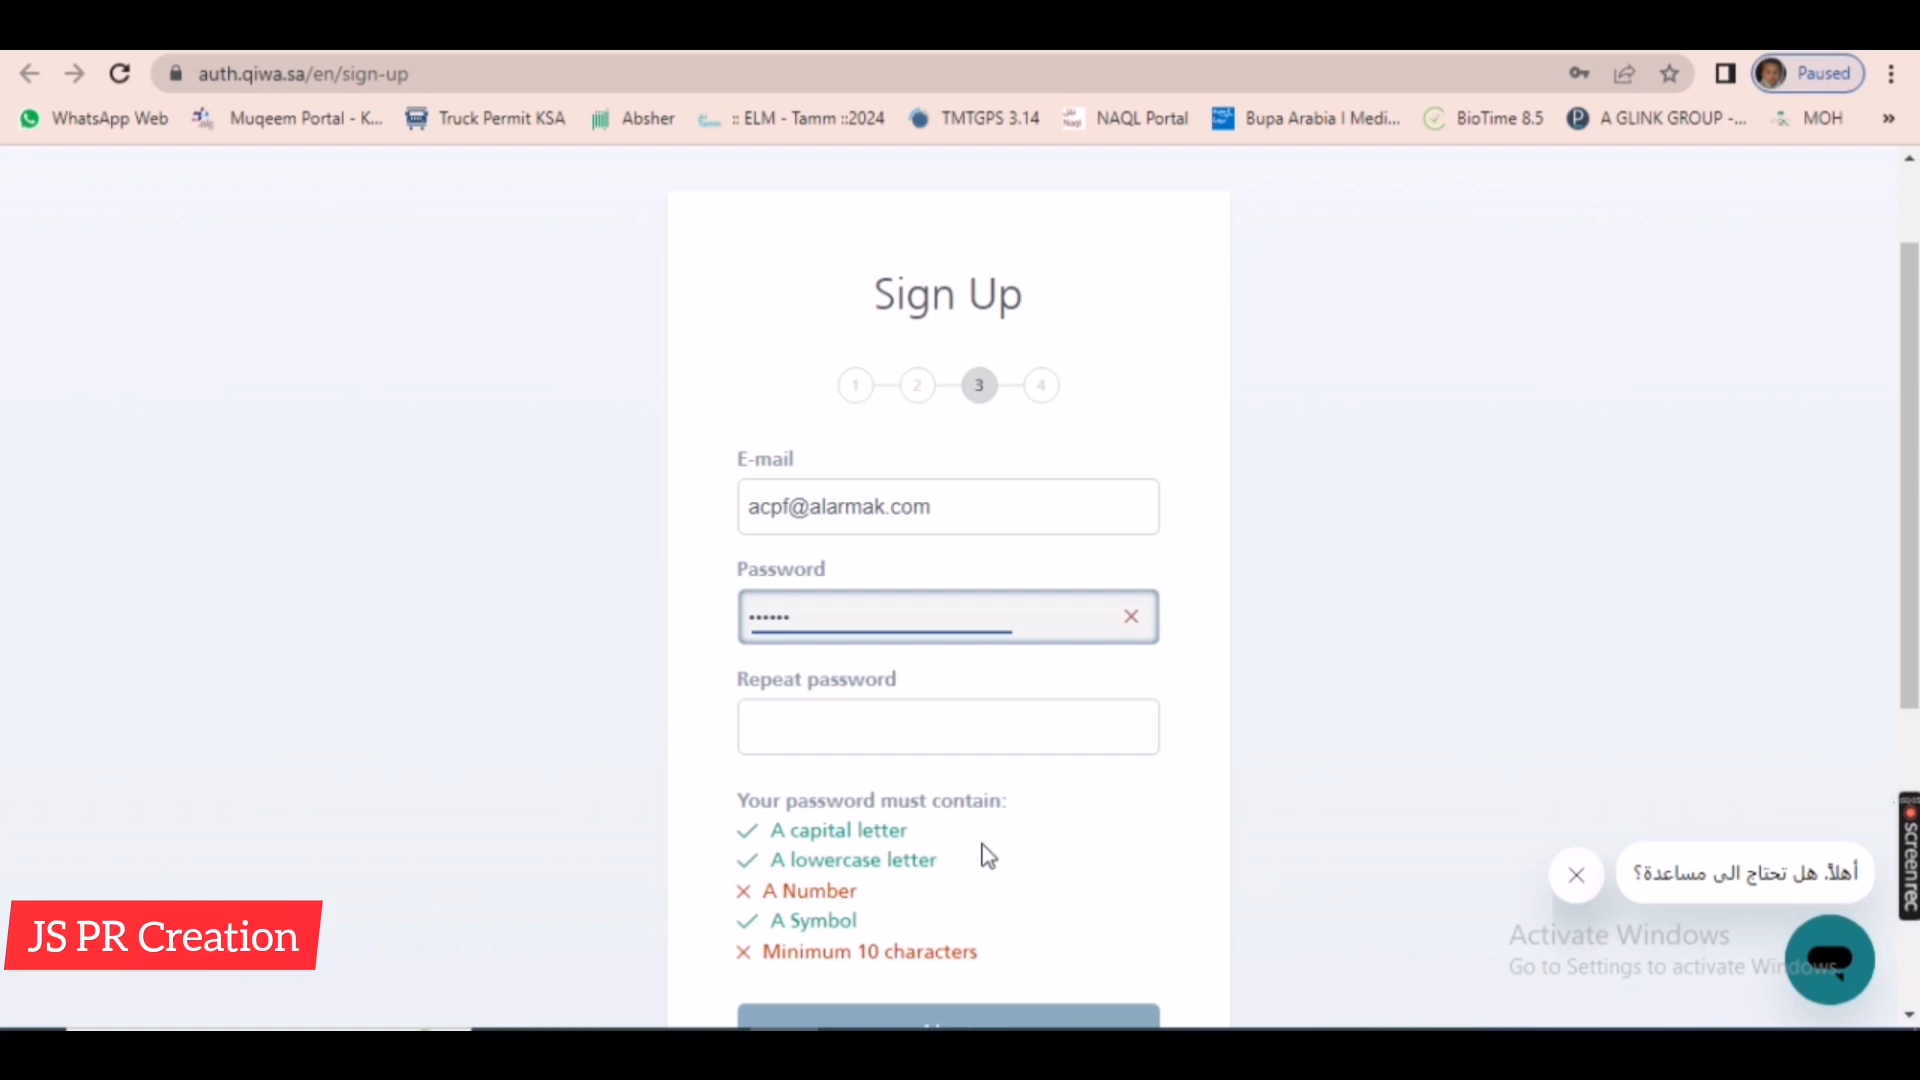 auth.qiwa.sa/en/sign-up
Paused
WhatsApp Web
Muqeem Portal - K...
Truck Permit KSA
Absher
:: ELM - Tamm ::2024
TMTGPS 3.14
NAQL Portal
Bupa Arabia I Medi...
BioTime 8.5
A GLINK GROUP -...
MOH
»
Sign Up
1
2
3
4
E-mail
acpf@alarmak.com
Password
••••••
Repeat password
Your password must contain:
A capital letter
A lowercase letter
A Number
A Symbol
Minimum 10 characters
أهلاً، هل تحتاج الى مساعدة؟
Activate Windows
Go to Settings to activate Windows.
screenrec
JS PR Creation